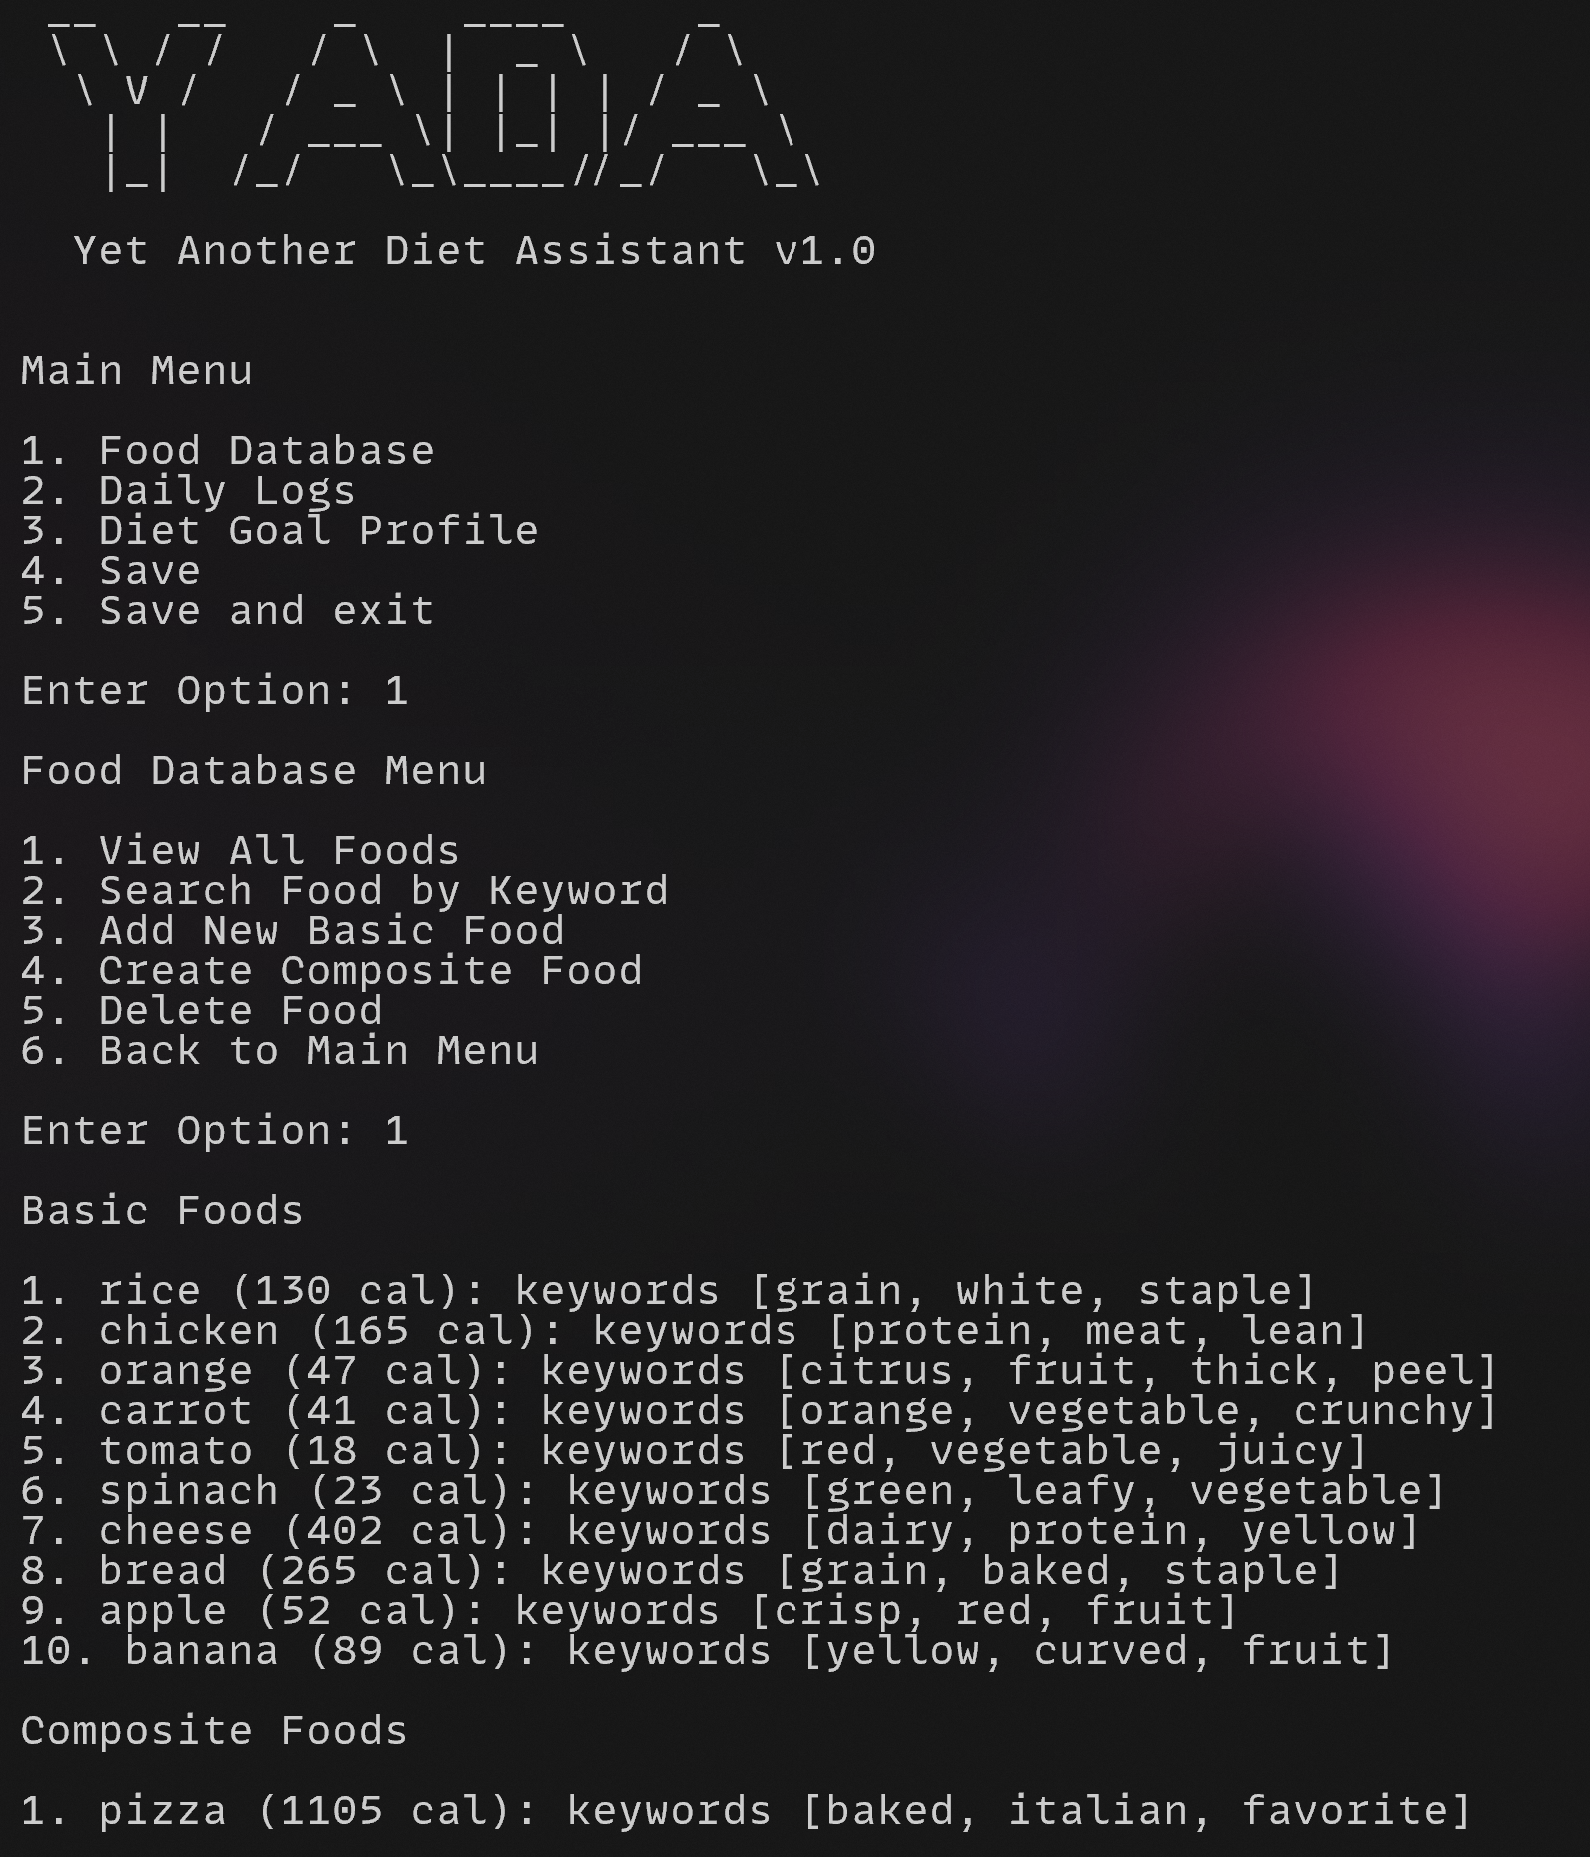 __   __    _    ____     _
 \ \ / /   / \  |  _ \   / \
  \ V /   / _ \ | | | | / _ \
   | |   / ___ \| |_| |/ ___ \
   |_|  /_/   \_\____//_/   \_\
Yet Another Diet Assistant v1.0
Main Menu
1. Food Database
2. Daily Logs
3. Diet Goal Profile
4. Save
5. Save and exit
Enter Option: 1
Food Database Menu
1. View All Foods
2. Search Food by Keyword
3. Add New Basic Food
4. Create Composite Food
5. Delete Food
6. Back to Main Menu
Enter Option: 1
Basic Foods
1. rice (130 cal): keywords [grain, white, staple]
2. chicken (165 cal): keywords [protein, meat, lean]
3. orange (47 cal): keywords [citrus, fruit, thick, peel]
4. carrot (41 cal): keywords [orange, vegetable, crunchy]
5. tomato (18 cal): keywords [red, vegetable, juicy]
6. spinach (23 cal): keywords [green, leafy, vegetable]
7. cheese (402 cal): keywords [dairy, protein, yellow]
8. bread (265 cal): keywords [grain, baked, staple]
9. apple (52 cal): keywords [crisp, red, fruit]
10. banana (89 cal): keywords [yellow, curved, fruit]
Composite Foods
1. pizza (1105 cal): keywords [baked, italian, favorite]